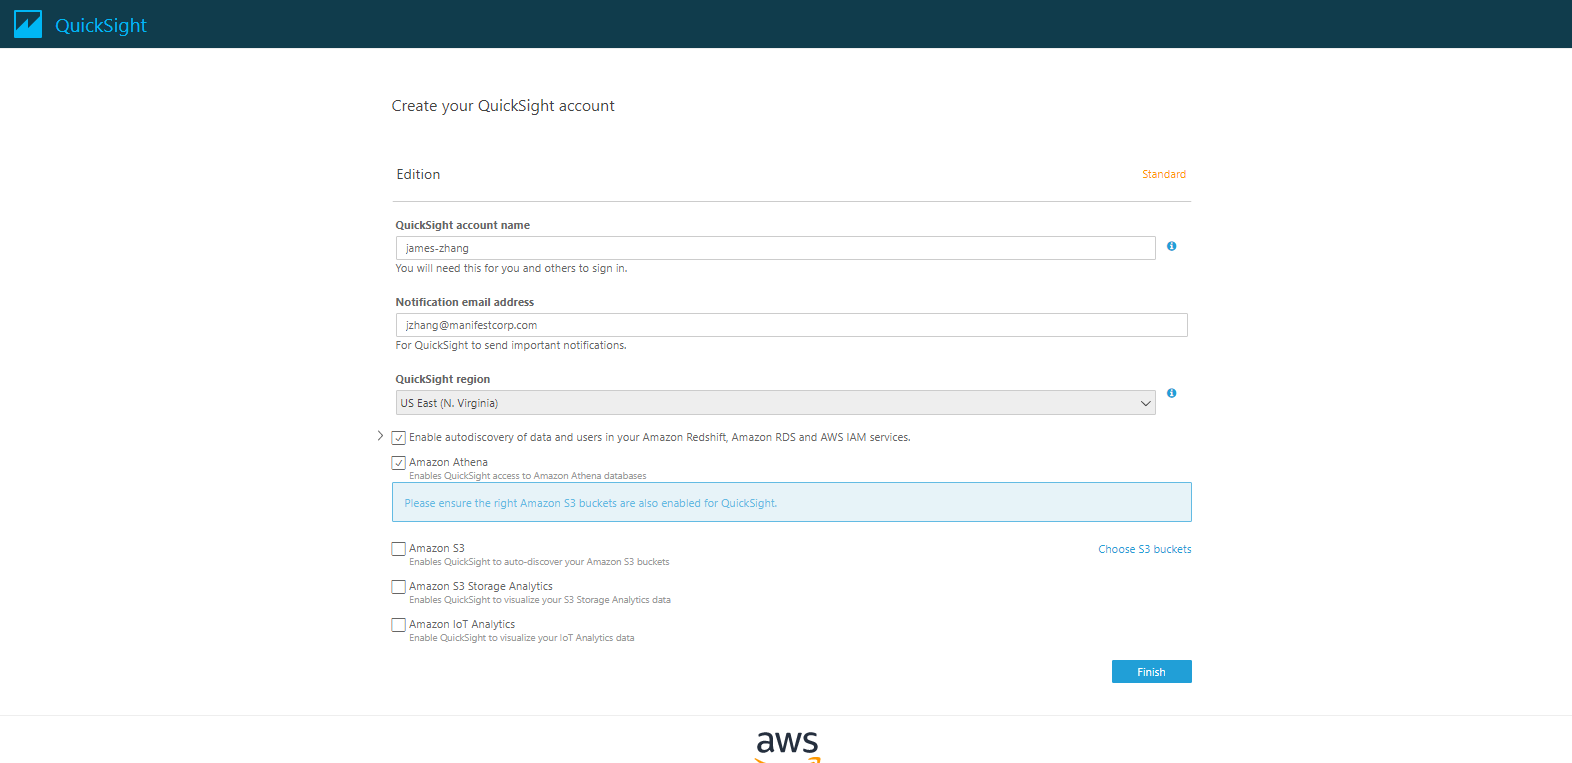 QuickSight
Create your QuickSight account
Edition
Standard
QuickSight account name
james-zhang
You will need this for you and others to sign in.
Notification email address
jzhang@manifestcorp.com
For QuickSight to send important notifications.
QuickSight region
US East (N. Virginia)
Enable autodiscovery of data and users in your Amazon Redshift, Amazon RDS and AWS IAM services.
Amazon Athena
Enables QuickSight access to Amazon Athena databases
Please ensure the right Amazon S3 buckets are also enabled for QuickSight.
Amazon S3
Choose S3 buckets
Enables QuickSight to auto-discover your Amazon S3 buckets
Amazon S3 Storage Analytics
Enables QuickSight to visualize your S3 Storage Analytics data
Amazon IoT Analytics
Enable QuickSight to visualize your IoT Analytics data
Finish
aws